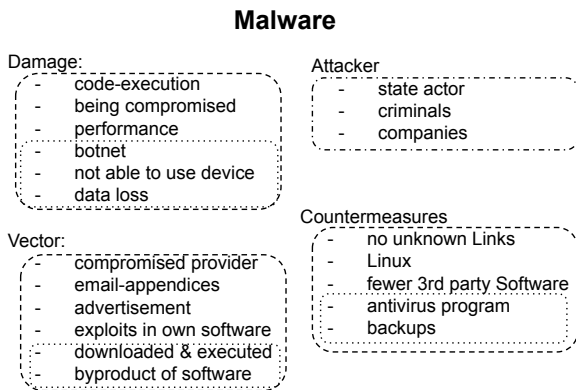 Malware
Damage:
- code-execution
- being compromised
- performance
- botnet
- not able to use device
- data loss
Vector:
- compromised provider
- email-appendices
- advertisement
- exploits in own software
- downloaded & executed
- byproduct of software
Attacker
- state actor
- criminals
- companies
Countermeasures
- no unknown Links
- Linux
- fewer 3rd party Software
- antivirus program
- backups